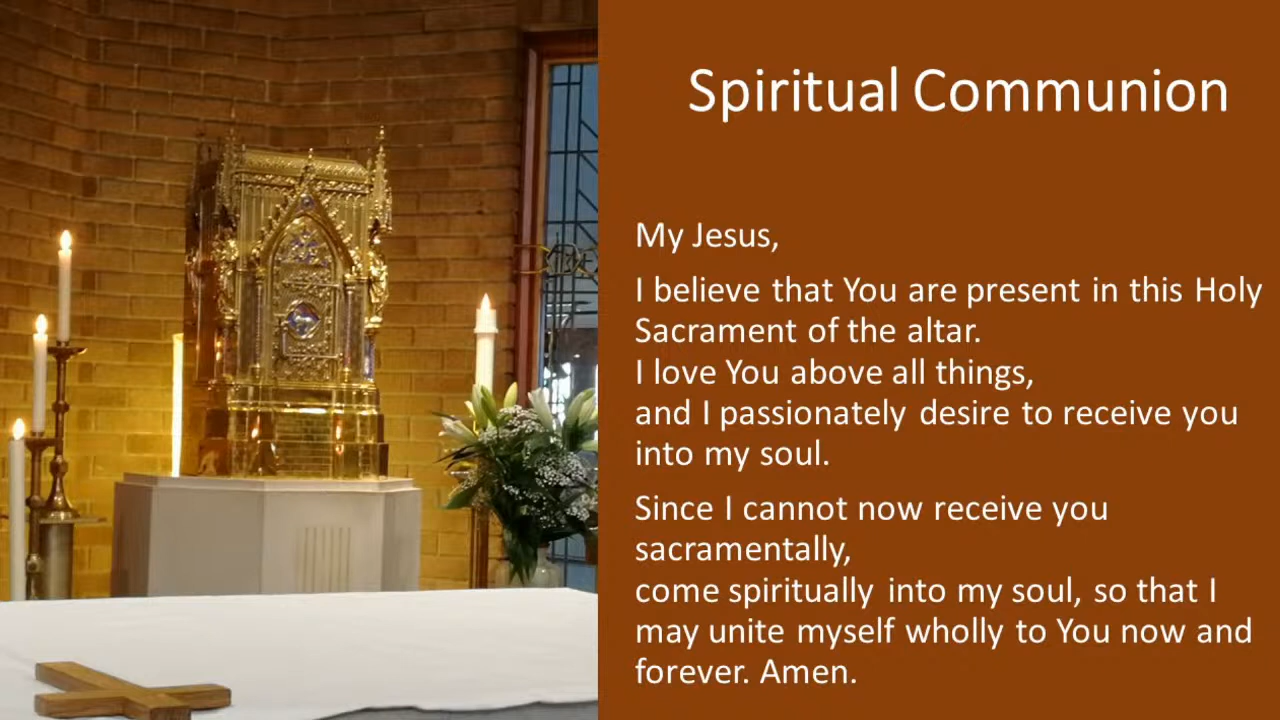 Spiritual Communion
My Jesus,
I believe that You are present in this Holy
Sacrament of the altar.
I love You above all things,
and I passionately desire to receive you
into my soul.
Since I cannot now receive you
sacramentally,
come spiritually into my soul, so that I
may unite myself wholly to You now and
forever. Amen.